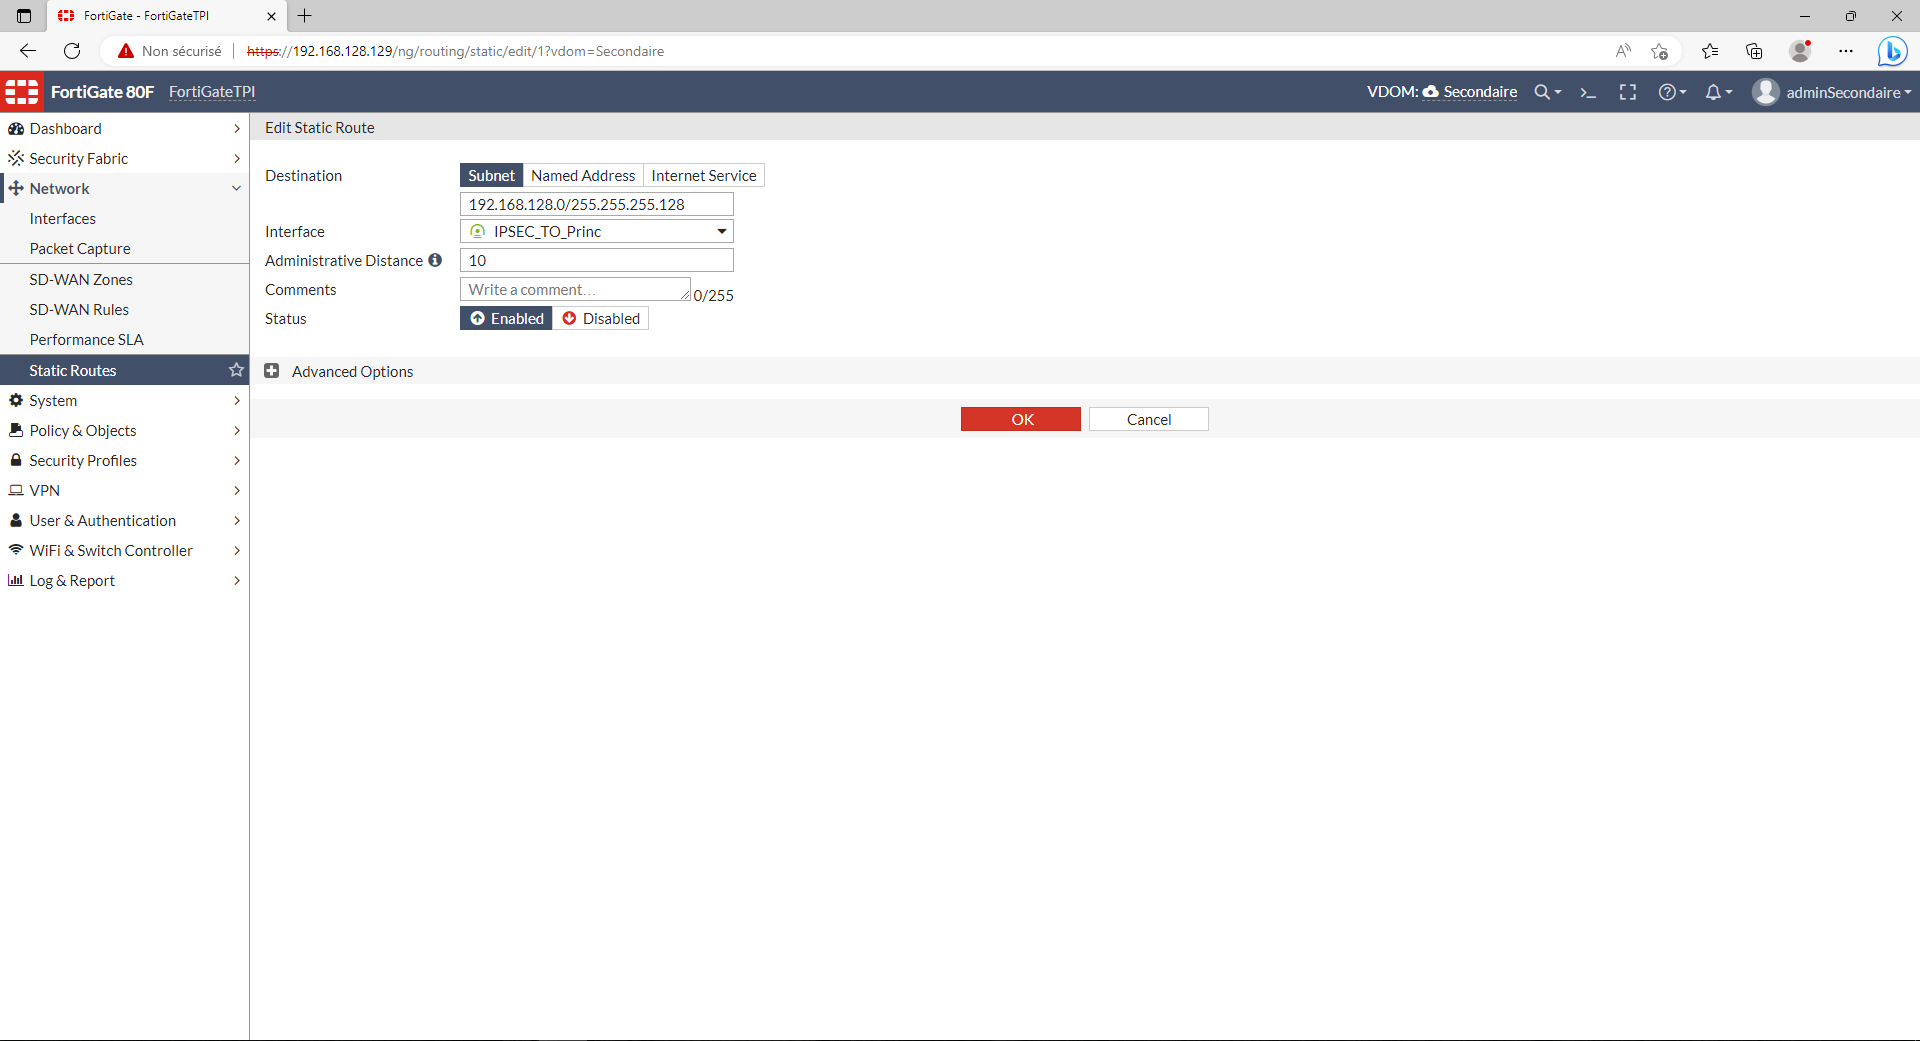 FortiGate - FortiGateTPI
Non sécurisé https://192.168.128.129/ng/routing/static/edit/1?vdom=Secondaire
FortiGate 80F FortiGateTPI VDOM: Secondaire adminSecondaire
Dashboard
Security Fabric
Network
Interfaces
Packet Capture
SD-WAN Zones
SD-WAN Rules
Performance SLA
Static Routes
System
Policy & Objects
Security Profiles
VPN
User & Authentication
WiFi & Switch Controller
Log & Report
Edit Static Route
Destination Subnet Named Address Internet Service
192.168.128.0/255.255.255.128
Interface IPSEC_TO_Princ
Administrative Distance 10
Comments Write a comment... 0/255
Status Enabled Disabled
Advanced Options
OK Cancel